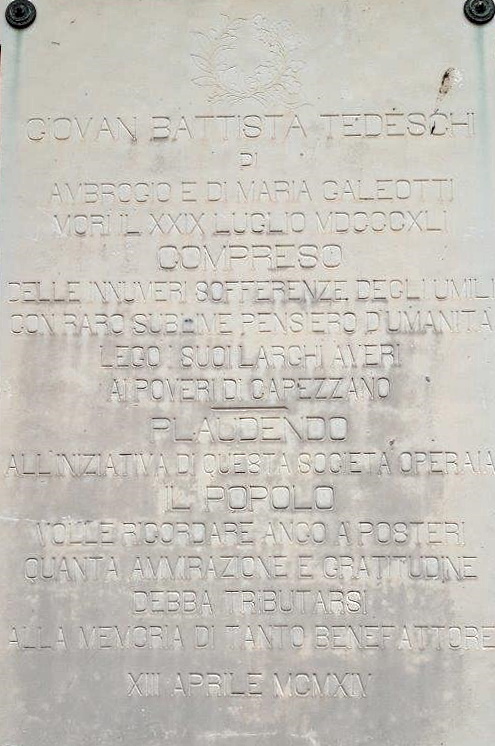 GIOVAN BATTISTA TEDESCHI
DI
AMBROGIO E DI MARIA GALEOTTI
MORÌ IL XXIX LUGLIO MDCCCXLI
COMPRESO
DELLE INNUMERI SOFFERENZE DEGLI UMILI
CON RARO SUBLIME PENSIERO D'UMANITÀ
LEGÒ SUOI LARGHI AVERI
AI POVERI DI CAPEZZANO
PLAUDENDO
ALL'INIZIATIVA DI QUESTA SOCIETÀ OPERAIA
IL POPOLO
VOLLE RICORDARE ANCO A POSTERI
QUANTA AMMIRAZIONE E GRATITUDINE
DEBBA TRIBUTARSI
ALLA MEMORIA DI TANTO BENEFATTORE
XIII APRILE MCMXIV